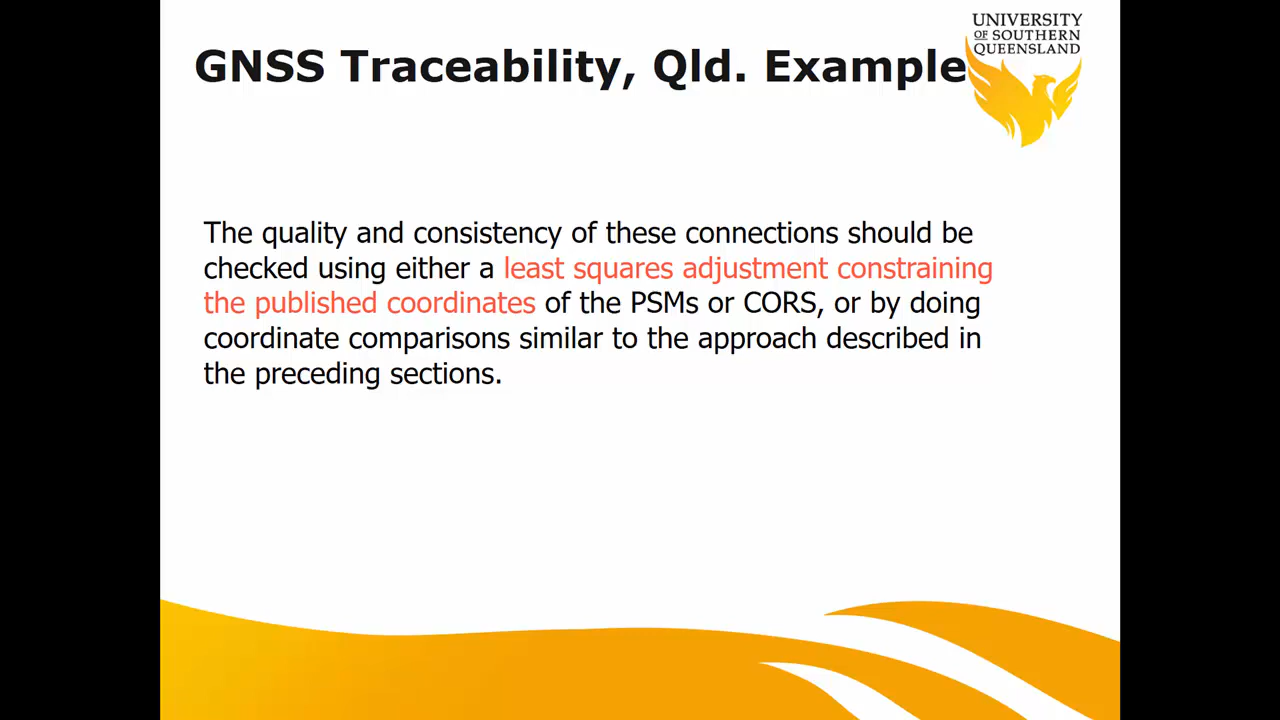 UNIVERSITY
OF SOUTHERN
QUEENSLAND
GNSS Traceability, Qld. Example
The quality and consistency of these connections should be
checked using either a least squares adjustment constraining
the published coordinates of the PSMs or CORS, or by doing
coordinate comparisons similar to the approach described in
the preceding sections.